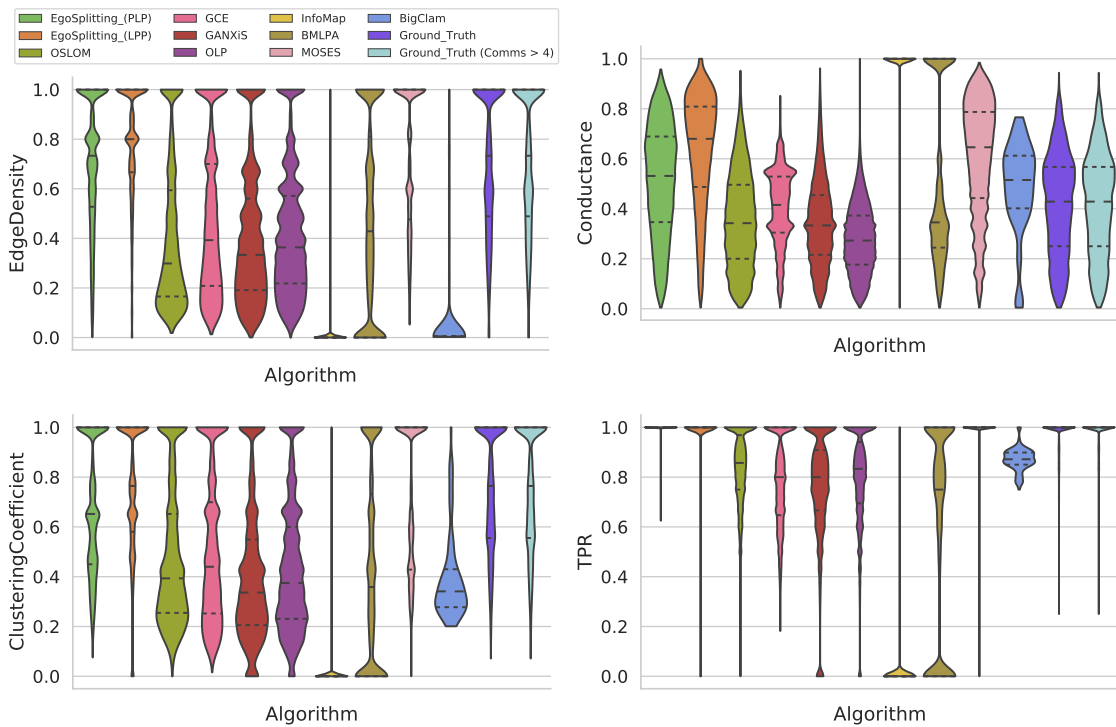 EgoSplitting_(PLP) GCE InfoMap BigClam
EgoSplitting_(LPP) GANXiS BMLPA Ground_Truth
OSLOM OLP MOSES Ground_Truth (Comms > 4)
1.0
0.8
0.6
0.4
0.2
0.0
EdgeDensity
Algorithm
1.0
0.8
0.6
0.4
0.2
0.0
Conductance
Algorithm
1.0
0.8
0.6
0.4
0.2
0.0
ClusteringCoefficient
Algorithm
1.0
0.8
0.6
0.4
0.2
0.0
TPR
Algorithm